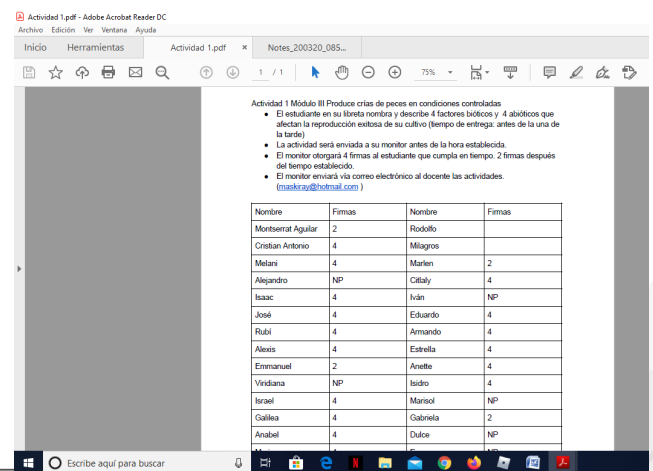 Actividad 1.pdf - Adobe Acrobat Reader DC
Archivo Edición Ver Ventana Ayuda
Inicio Herramientas Actividad 1.pdf × Notes_200320_085...
1 / 1 75%
Actividad 1 Módulo III Produce crías de peces en condiciones controladas
• El estudiante en su libreta nombra y describe 4 factores bióticos y 4 abióticos que
afectan la reproducción exitosa de su cultivo (tiempo de entrega: antes de la una de
la tarde)
• La actividad será enviada a su monitor antes de la hora establecida.
• El monitor otorgará 4 firmas al estudiante que cumpla en tiempo. 2 firmas después
del tiempo establecido.
• El monitor enviará vía correo electrónico al docente las actividades.
(maskiray@hotmail.com )
Nombre Firmas Nombre Firmas
Montserrat Aguilar 2 Rodolfo
Cristian Antonio 4 Milagros
Melani 4 Marlen 2
Alejandro NP Citlaly 4
Isaac 4 Iván NP
José 4 Eduardo 4
Rubí 4 Armando 4
Alexis 4 Estrella 4
Emmanuel 2 Anette 4
Viridiana NP Isidro 4
Israel 4 Marisol NP
Galilea 4 Gabriela 2
Anabel 4 Dulce NP
Escribe aquí para buscar